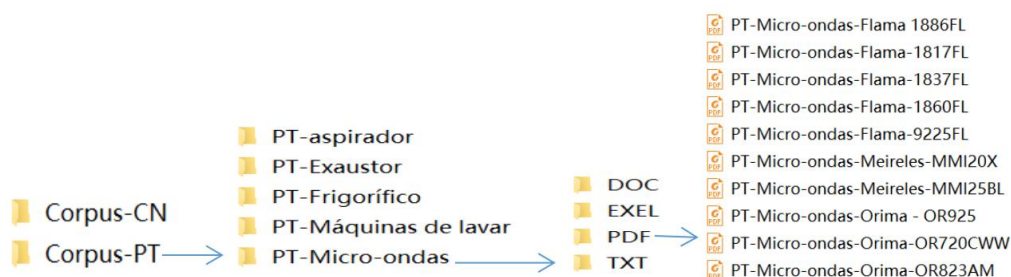 Corpus-CN
Corpus-PT
PT-aspirador
PT-Exaustor
PT-Frigorífico
PT-Máquinas de lavar
PT-Micro-ondas
DOC
EXEL
PDF
TXT
PT-Micro-ondas-Flama 1886FL
PT-Micro-ondas-Flama-1817FL
PT-Micro-ondas-Flama-1837FL
PT-Micro-ondas-Flama-1860FL
PT-Micro-ondas-Flama-9225FL
PT-Micro-ondas-Meireles-MMI20X
PT-Micro-ondas-Meireles-MMI25BL
PT-Micro-ondas-Orima - OR925
PT-Micro-ondas-Orima-OR720CWW
PT-Micro-ondas-Orima-OR823AM